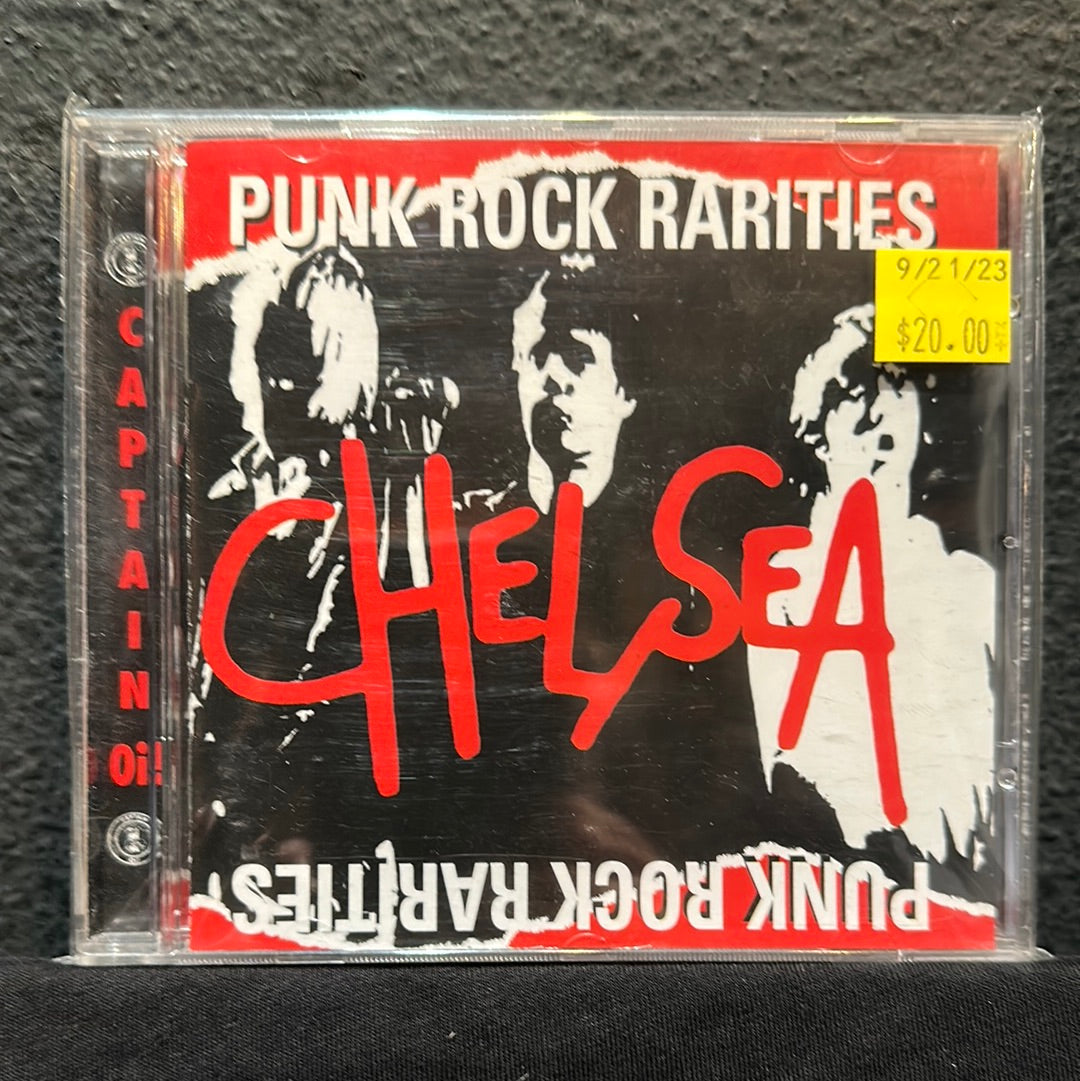 PUNK ROCK RARITIES
9/21/23
$20.00
CAPTAIN
Oi!
CHELSEA
PUNK ROCK RARITIES